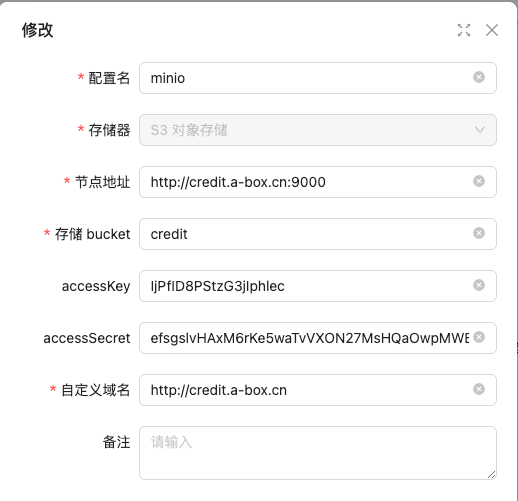 修改
* 配置名 minio
* 存储器 S3 对象存储
* 节点地址 http://credit.a-box.cn:9000
* 存储 bucket credit
accessKey ljPflD8PStzG3jlphlec
accessSecret efsgslvHAxM6rKe5waTvVXON27MsHQaOwpMWE
* 自定义域名 http://credit.a-box.cn
备注 请输入